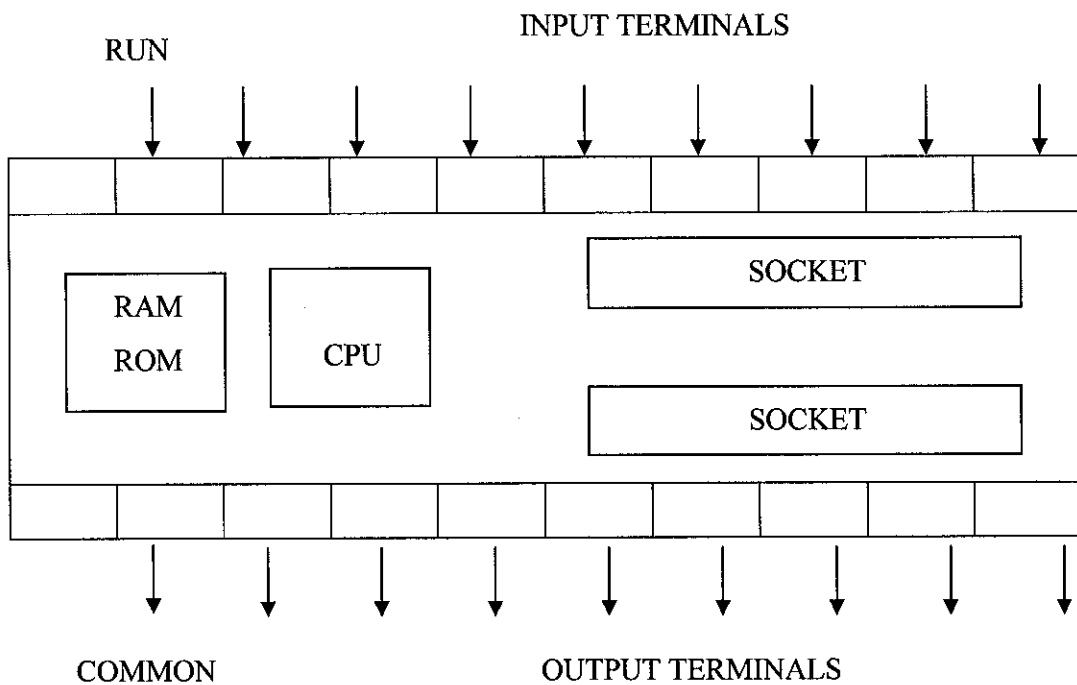 INPUT TERMINALS
RUN
SOCKET
RAM
ROM
CPU
SOCKET
COMMON
OUTPUT TERMINALS